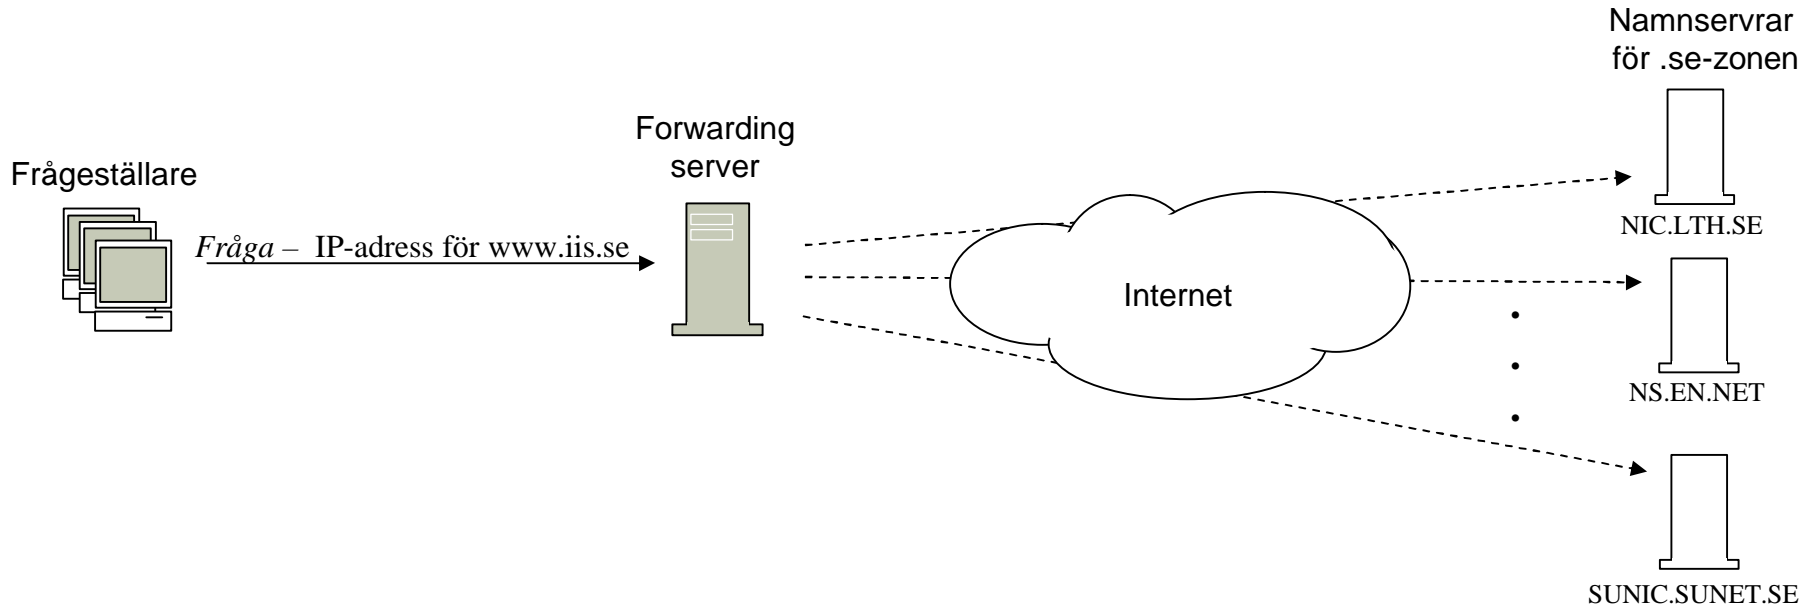 Namnservrar
för .se-zonen
Forwarding
server
Frågeställare
Fråga – IP-adress för www.iis.se
Internet
NIC.LTH.SE
NS.EN.NET
SUNIC.SUNET.SE